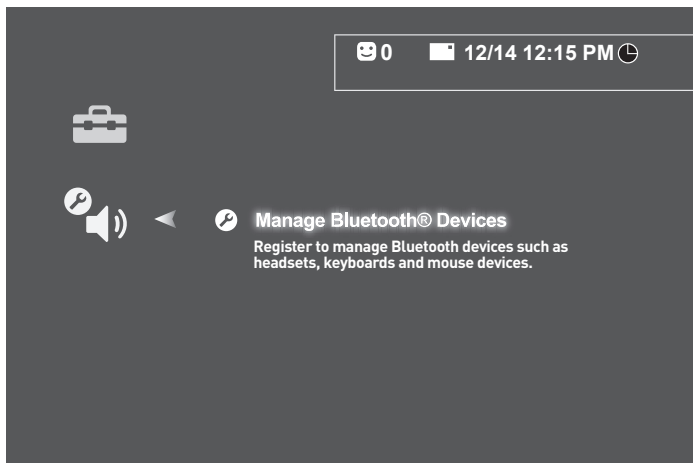 0 12/14 12:15 PM
Manage Bluetooth® Devices
Register to manage Bluetooth devices such as
headsets, keyboards and mouse devices.